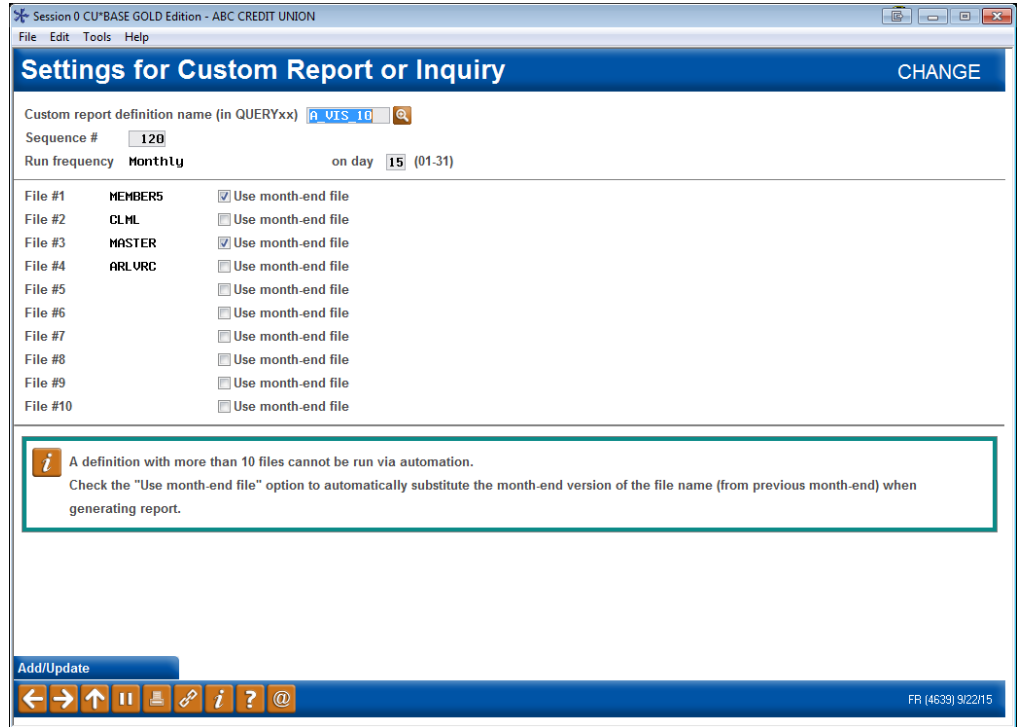 Session 0 CU*BASE GOLD Edition - ABC CREDIT UNION
File Edit Tools Help
Settings for Custom Report or Inquiry CHANGE
Custom report definition name (in QUERYxx) A_VIS_10
Sequence # 120
Run frequency Monthly on day 15 (01-31)
File #1 MEMBER5 Use month-end file
File #2 CLML Use month-end file
File #3 MASTER Use month-end file
File #4 ARLVRC Use month-end file
File #5 Use month-end file
File #6 Use month-end file
File #7 Use month-end file
File #8 Use month-end file
File #9 Use month-end file
File #10 Use month-end file
A definition with more than 10 files cannot be run via automation.
Check the "Use month-end file" option to automatically substitute the month-end version of the file name (from previous month-end) when
generating report.
Add/Update
FR (4639) 9/22/15